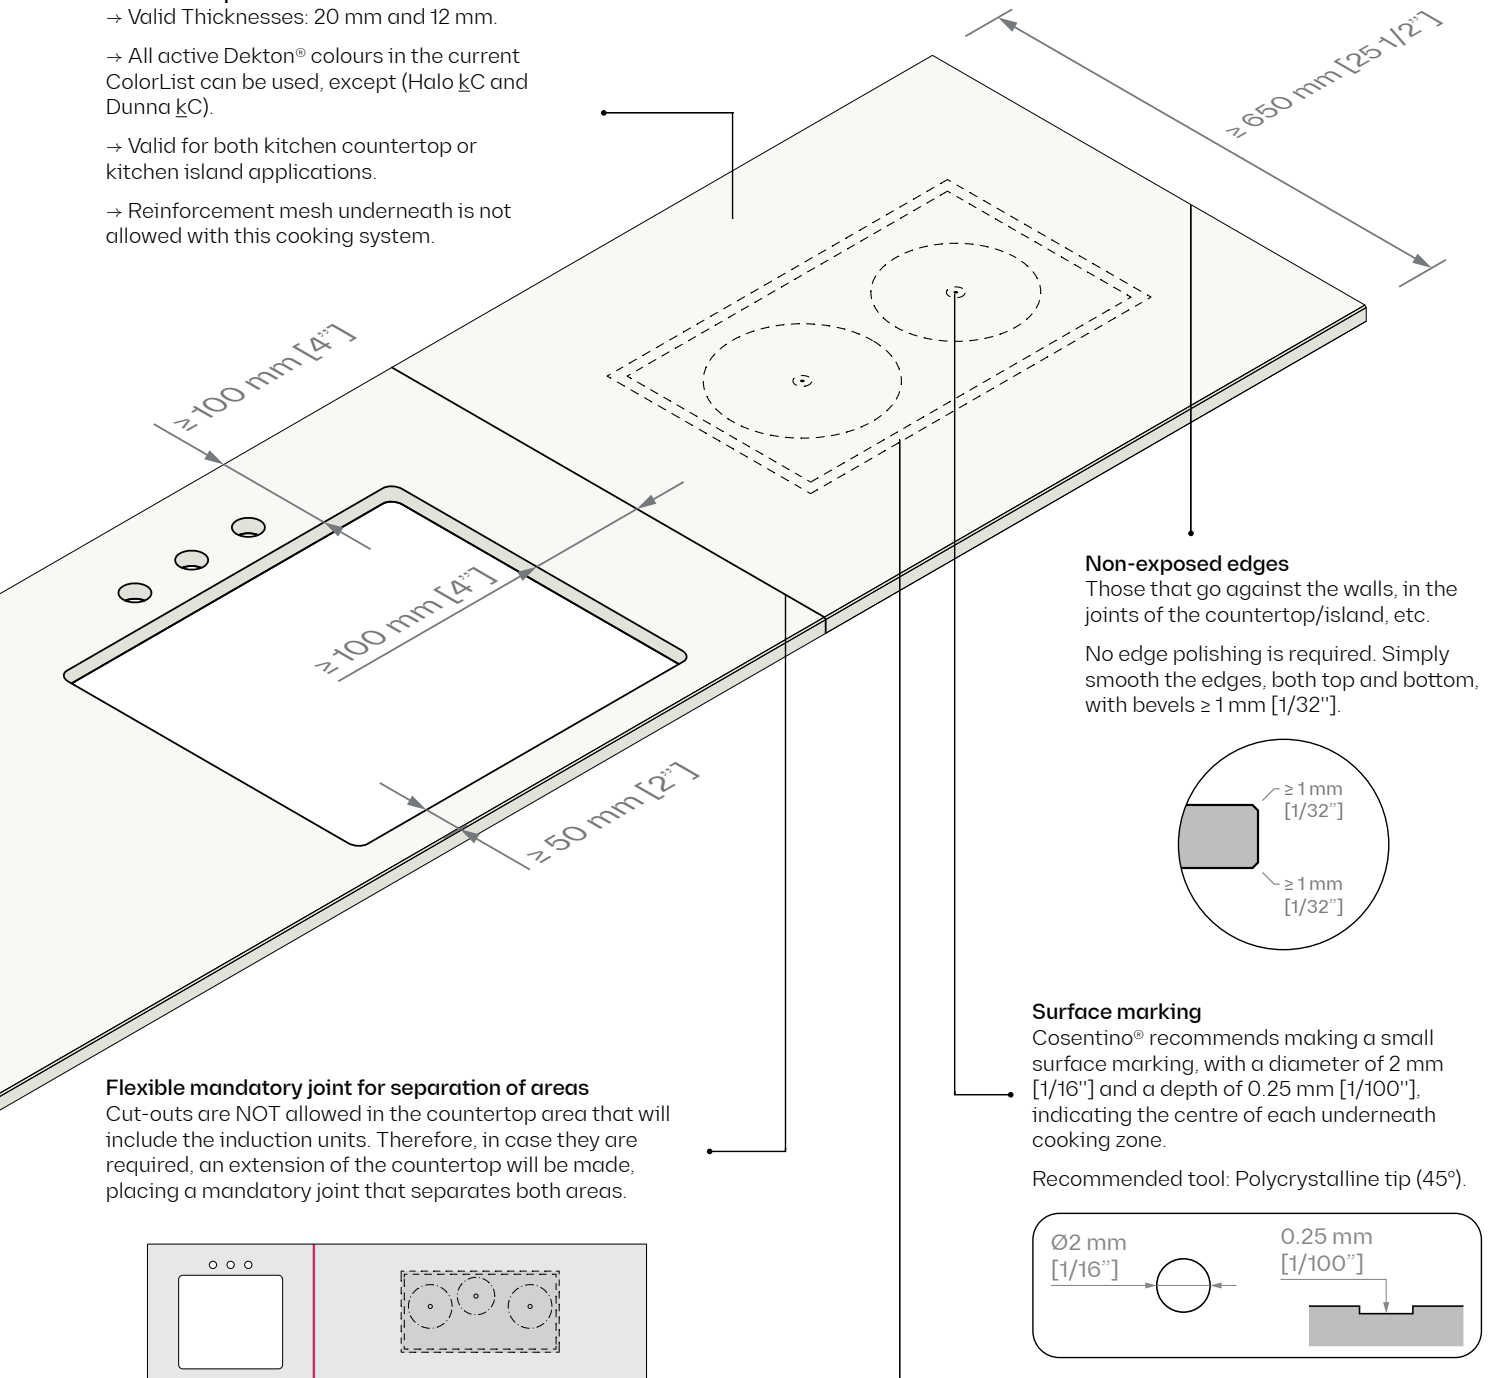 → Valid Thicknesses: 20 mm and 12 mm.
→ All active Dekton® colours in the current
ColorList can be used, except (Halo kC and
Dunna kC).
→ Valid for both kitchen countertop or
kitchen island applications.
→ Reinforcement mesh underneath is not
allowed with this cooking system.
≥ 650 mm [25 1/2”]
≥ 100 mm [4”]
≥ 100 mm [4”]
≥ 50 mm [2”]
Non-exposed edges
Those that go against the walls, in the
joints of the countertop/island, etc.
No edge polishing is required. Simply
smooth the edges, both top and bottom,
with bevels ≥ 1 mm [1/32''].
≥ 1 mm
[1/32”]
≥ 1 mm
[1/32”]
Surface marking
Cosentino® recommends making a small
surface marking, with a diameter of 2 mm
[1/16''] and a depth of 0.25 mm [1/100''],
indicating the centre of each underneath
cooking zone.
Recommended tool: Polycrystalline tip (45º).
Ø2 mm
[1/16”]
0.25 mm
[1/100”]
Flexible mandatory joint for separation of areas
Cut-outs are NOT allowed in the countertop area that will
include the induction units. Therefore, in case they are
required, an extension of the countertop will be made,
placing a mandatory joint that separates both areas.